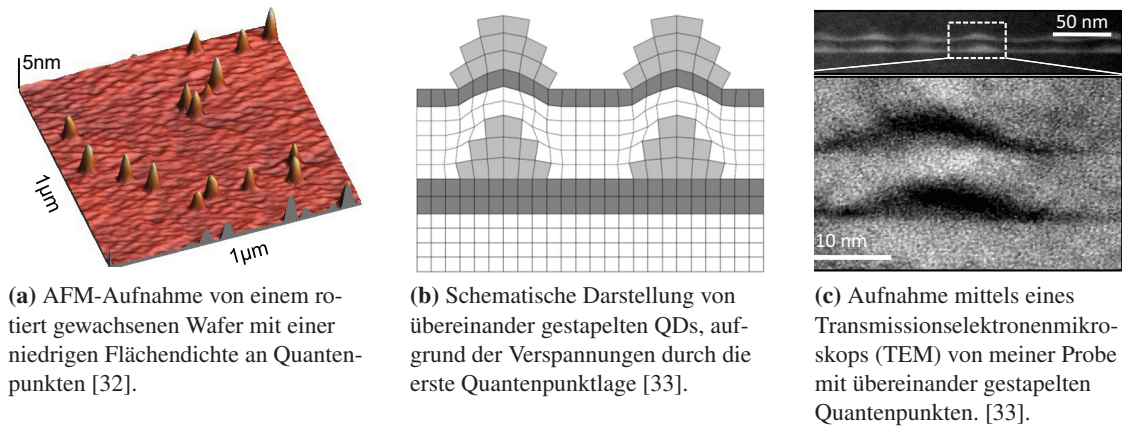 5nm
1µm
1µm
50 nm
10 nm
(a) AFM-Aufnahme von einem ro-
tiert gewachsenen Wafer mit einer
niedrigen Flächendichte an Quanten-
punkten [32].
(b) Schematische Darstellung von
übereinander gestapelten QDs, auf-
grund der Verspannungen durch die
erste Quantenpunktlage [33].
(c) Aufnahme mittels eines
Transmissionselektronenmikro-
skops (TEM) von meiner Probe
mit übereinander gestapelten
Quantenpunkten. [33].